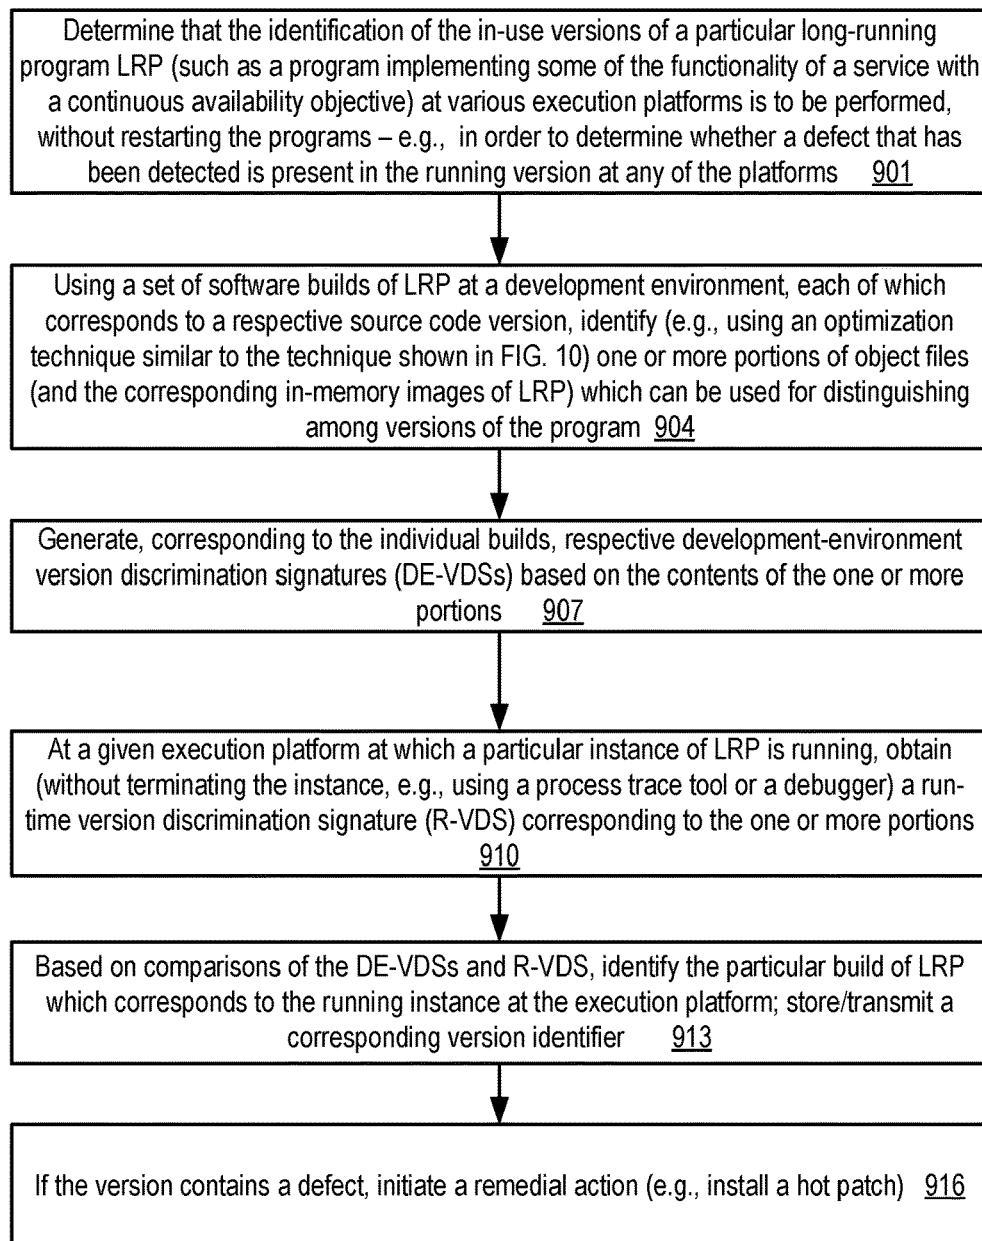 Determine that the identification of the in-use versions of a particular long-running
program LRP (such as a program implementing some of the functionality of a service with
a continuous availability objective) at various execution platforms is to be performed,
without restarting the programs – e.g., in order to determine whether a defect that has
been detected is present in the running version at any of the platforms 901
Using a set of software builds of LRP at a development environment, each of which
corresponds to a respective source code version, identify (e.g., using an optimization
technique similar to the technique shown in FIG. 10) one or more portions of object files
(and the corresponding in-memory images of LRP) which can be used for distinguishing
among versions of the program 904
Generate, corresponding to the individual builds, respective development-environment
version discrimination signatures (DE-VDSs) based on the contents of the one or more
portions 907
At a given execution platform at which a particular instance of LRP is running, obtain
(without terminating the instance, e.g., using a process trace tool or a debugger) a run-
time version discrimination signature (R-VDS) corresponding to the one or more portions
910
Based on comparisons of the DE-VDSs and R-VDS, identify the particular build of LRP
which corresponds to the running instance at the execution platform; store/transmit a
corresponding version identifier 913
If the version contains a defect, initiate a remedial action (e.g., install a hot patch) 916